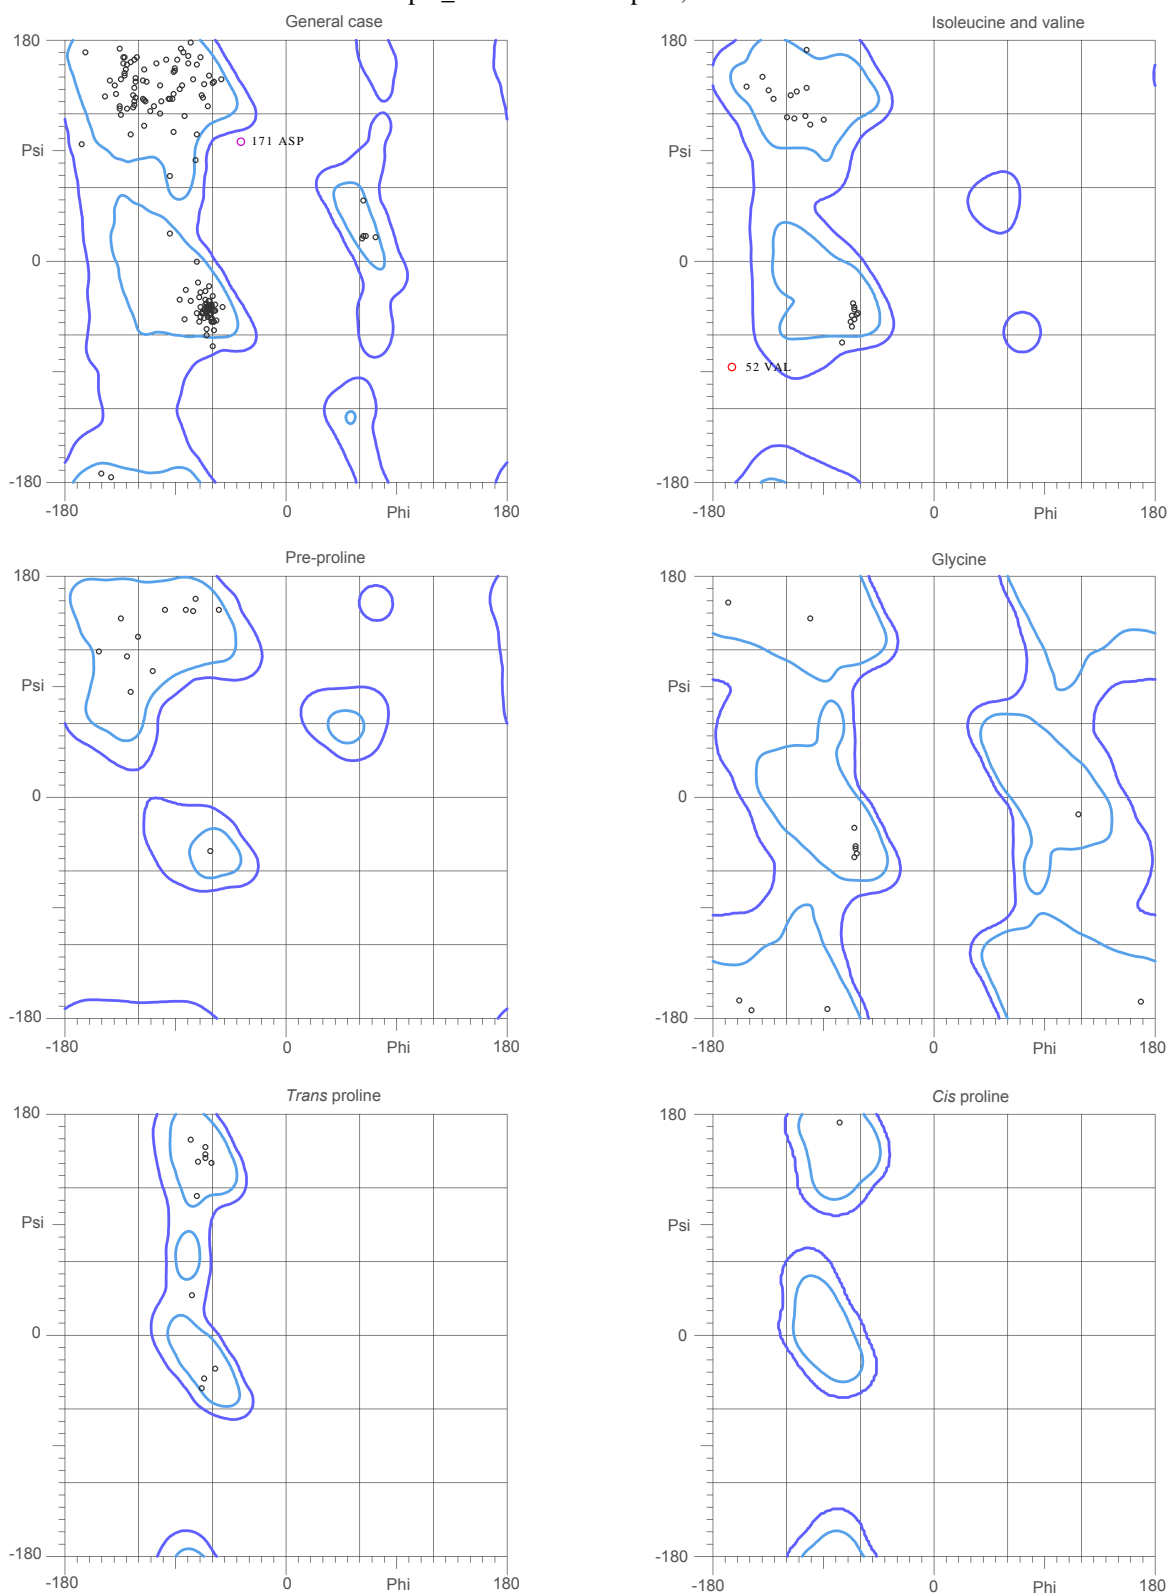 General case
Isoleucine and valine
180
180
171 ASP
Psi
Psi
0
0
52 VAL
-180
-180
-180
0
Phi
180
-180
0
Phi
180
Pre-proline
Glycine
180
180
Psi
Psi
0
0
-180
-180
-180
0
Phi
180
-180
0
Phi
180
Trans proline
Cis proline
180
180
Psi
Psi
0
0
-180
-180
-180
0
Phi
180
-180
0
Phi
180